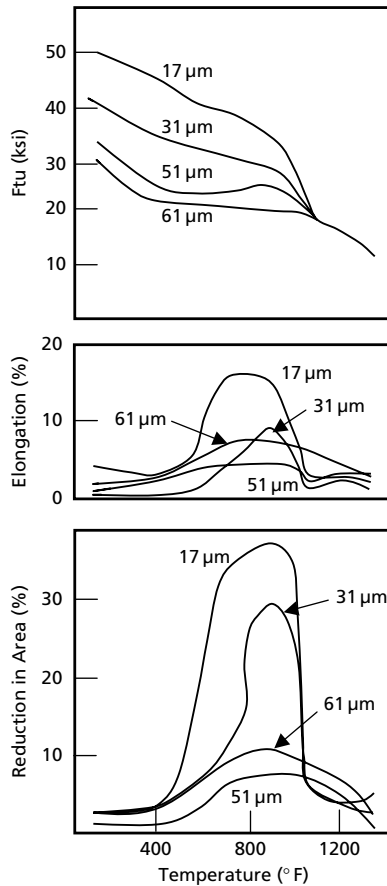 50
40
30
20
10
Ftu (ksi)
17 µm
31 µm
51 µm
61 µm
20
10
0
Elongation (%)
17 µm
61 µm
31 µm
51 µm
30
20
10
Reduction in Area (%)
17 µm
31 µm
61 µm
51 µm
400
800
1200
Temperature (° F)